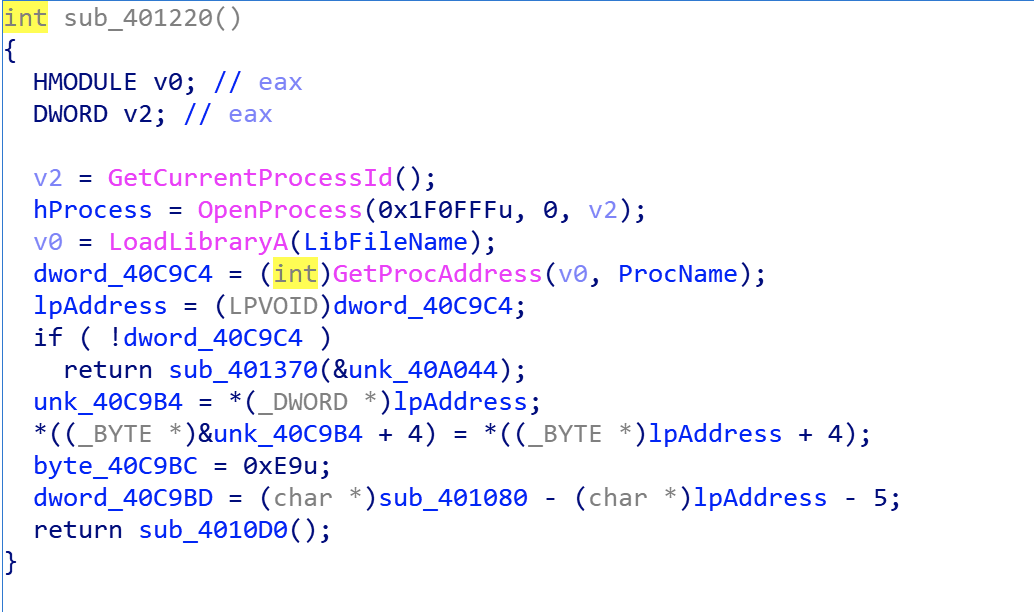 int sub_401220()
{
  HMODULE v0; // eax
  DWORD v2; // eax

  v2 = GetCurrentProcessId();
  hProcess = OpenProcess(0x1F0FFFu, 0, v2);
  v0 = LoadLibraryA(LibFileName);
  dword_40C9C4 = (int)GetProcAddress(v0, ProcName);
  lpAddress = (LPVOID)dword_40C9C4;
  if ( !dword_40C9C4 )
    return sub_401370(&unk_40A044);
  unk_40C9B4 = *(_DWORD *)lpAddress;
  *((_BYTE *)&unk_40C9B4 + 4) = *((_BYTE *)lpAddress + 4);
  byte_40C9BC = 0xE9u;
  dword_40C9BD = (char *)sub_401080 - (char *)lpAddress - 5;
  return sub_4010D0();
}